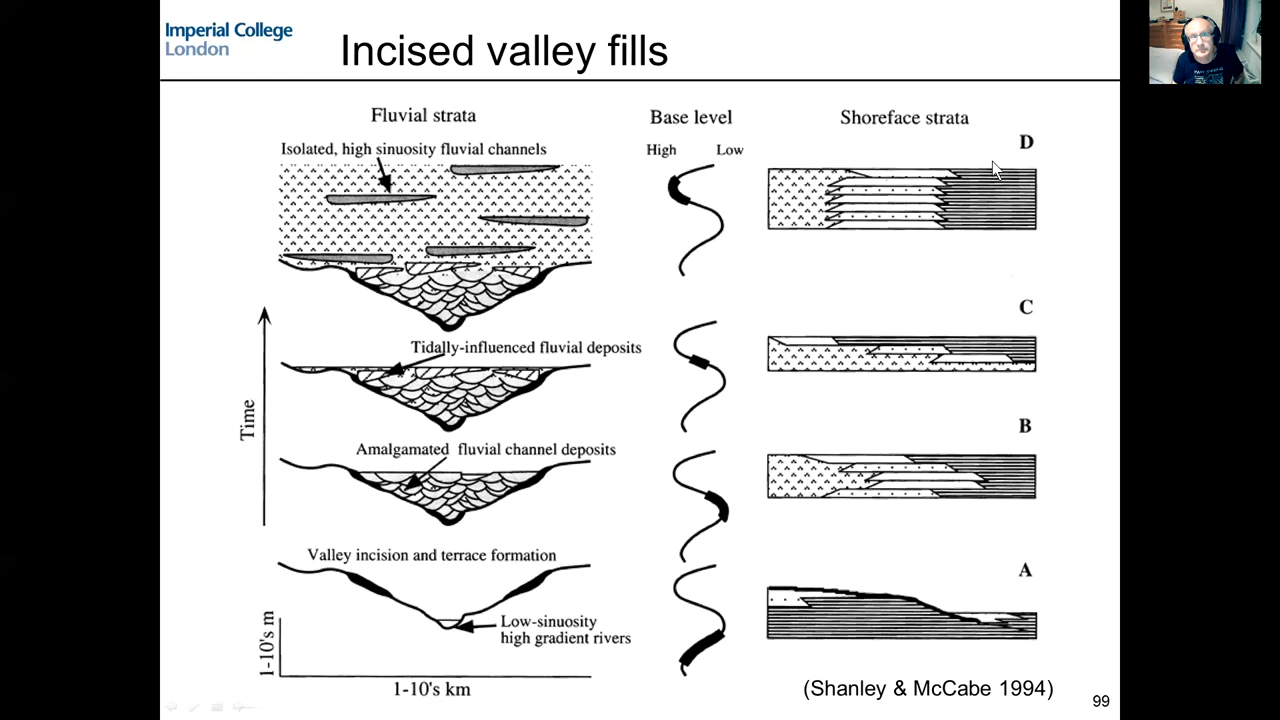 Imperial College
London
Incised valley fills
Fluvial strata
Base level
Shoreface strata
Isolated, high sinuosity fluvial channels
High
Low
D
Tidally-influenced fluvial deposits
C
Amalgamated fluvial channel deposits
B
Valley incision and terrace formation
A
Low-sinuosity
high gradient rivers
Time
1-10's m
1-10's km
(Shanley & McCabe 1994)
99